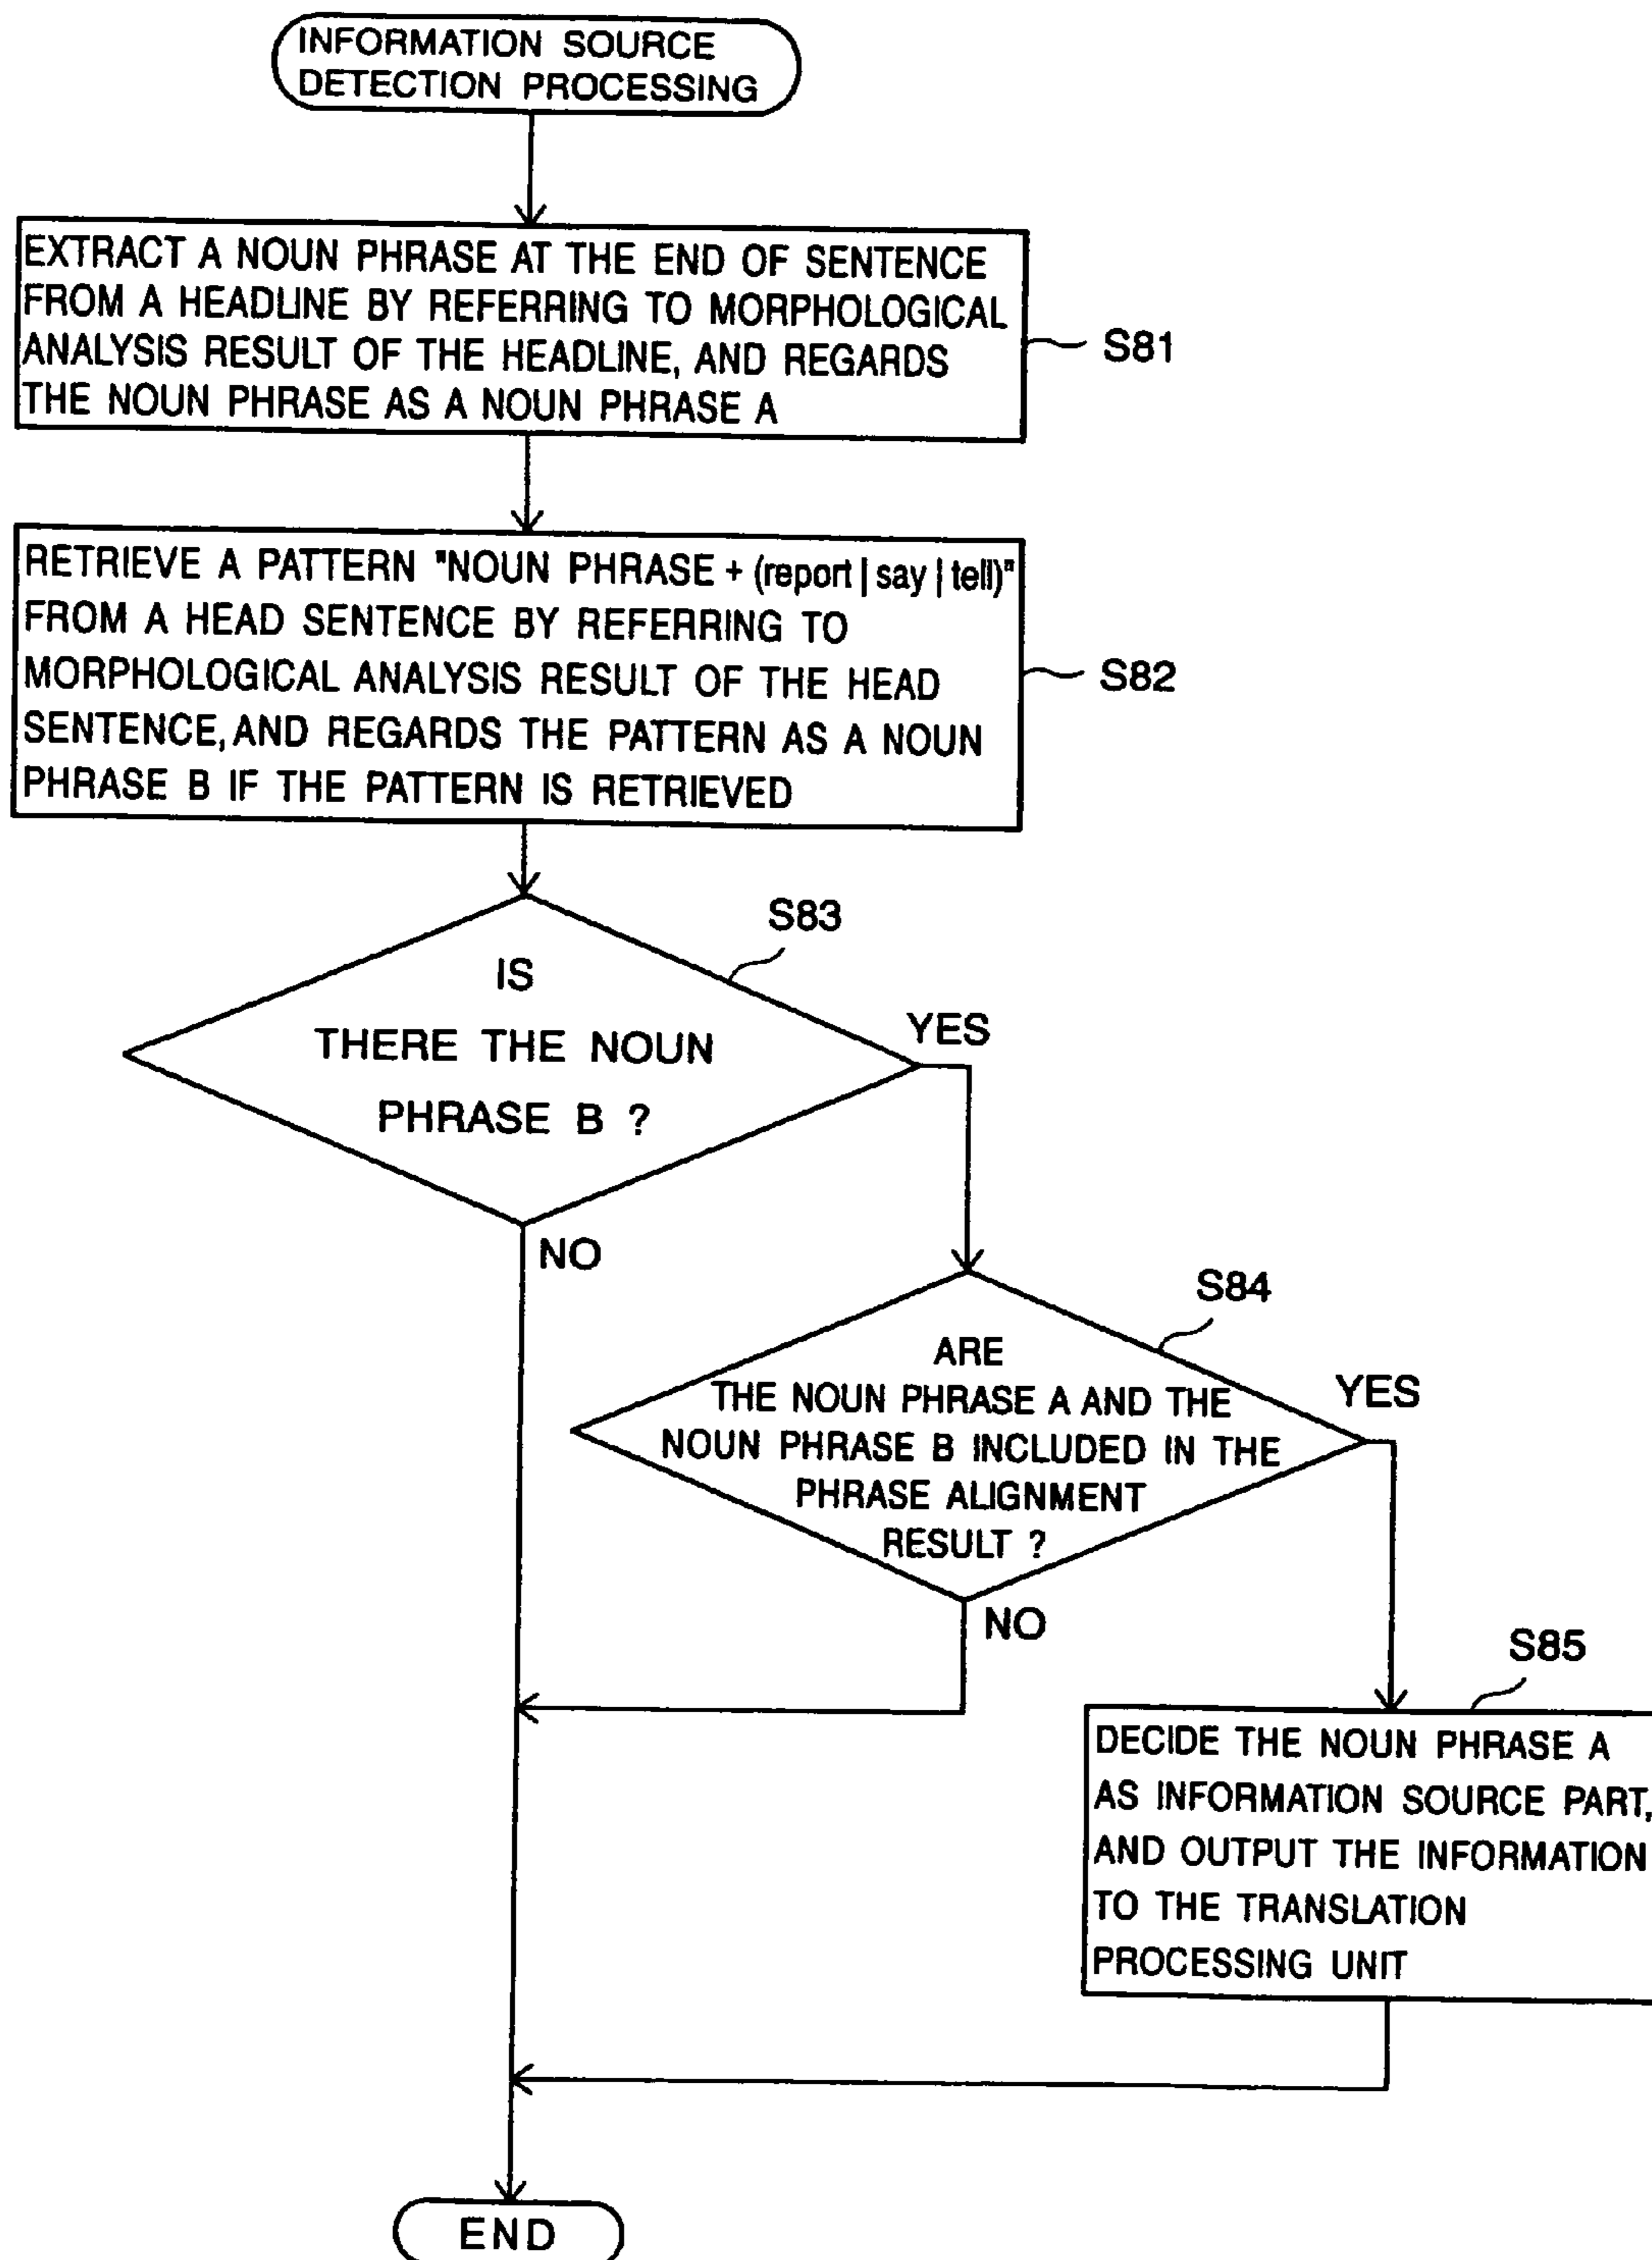 INFORMATION SOURCE
DETECTION PROCESSING
EXTRACT A NOUN PHRASE AT THE END OF SENTENCE
FROM A HEADLINE BY REFERRING TO MORPHOLOGICAL
ANALYSIS RESULT OF THE HEADLINE, AND REGARDS
THE NOUN PHRASE AS A NOUN PHRASE A
S81
RETRIEVE A PATTERN "NOUN PHRASE + (report | say | tell)"
FROM A HEAD SENTENCE BY REFERRING TO
MORPHOLOGICAL ANALYSIS RESULT OF THE HEAD
SENTENCE, AND REGARDS THE PATTERN AS A NOUN
PHRASE B IF THE PATTERN IS RETRIEVED
S82
S83
IS
THERE THE NOUN
PHRASE B ?
YES
NO
S84
ARE
THE NOUN PHRASE A AND THE
NOUN PHRASE B INCLUDED IN THE
PHRASE ALIGNMENT
RESULT ?
YES
NO
S85
DECIDE THE NOUN PHRASE A
AS INFORMATION SOURCE PART,
AND OUTPUT THE INFORMATION
TO THE TRANSLATION
PROCESSING UNIT
END